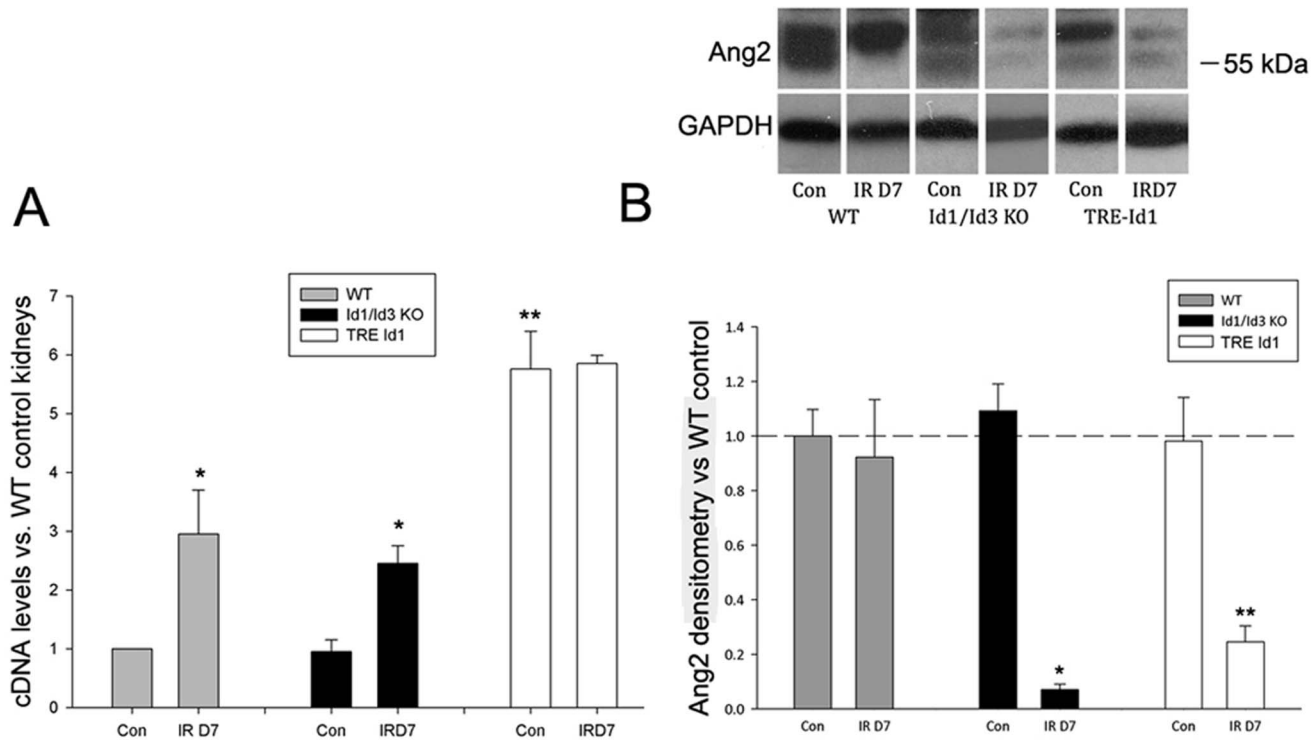 Ang2
— 55 kDa
GAPDH
Con IR D7 Con IR D7 Con IRD7
WT Id1/Id3 KO TRE-Id1
A
B
cDNA levels vs. WT control kidneys
7
6
5
4
3
2
1
0
WT
Id1/Id3 KO
TRE Id1
*
*
**
Con IR D7 Con IRD7 Con IRD7
Ang2 densitometry vs WT control
1.4
1.2
1.0
0.8
0.6
0.4
0.2
0.0
WT
Id1/Id3 KO
TRE Id1
*
**
Con IR D7 Con IR D7 Con IR D7